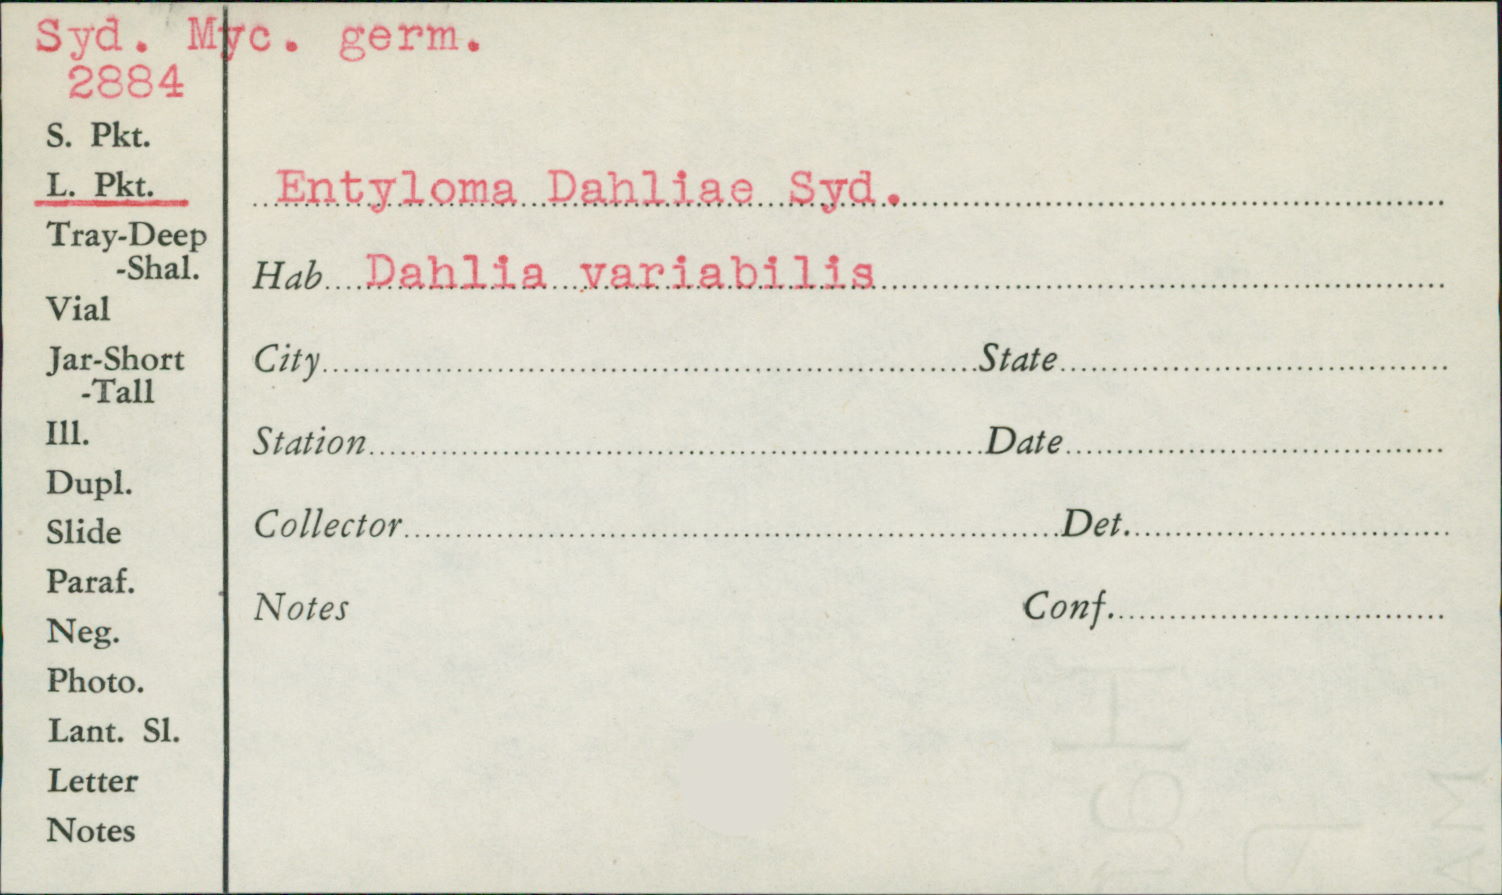 Syd. Myc. germ.
2884
S. Pkt.
L. Pkt.
Tray-Deep
-Shal.
Vial
Jar-Short
-Tall
Ill.
Dupl.
Slide
Paraf.
Neg.
Photo.
Lant. Sl.
Letter
Notes
Entyloma Dahliae Syd.
Hab Dahlia variabilis
City State
Station Date
Collector Det.
Notes Conf.